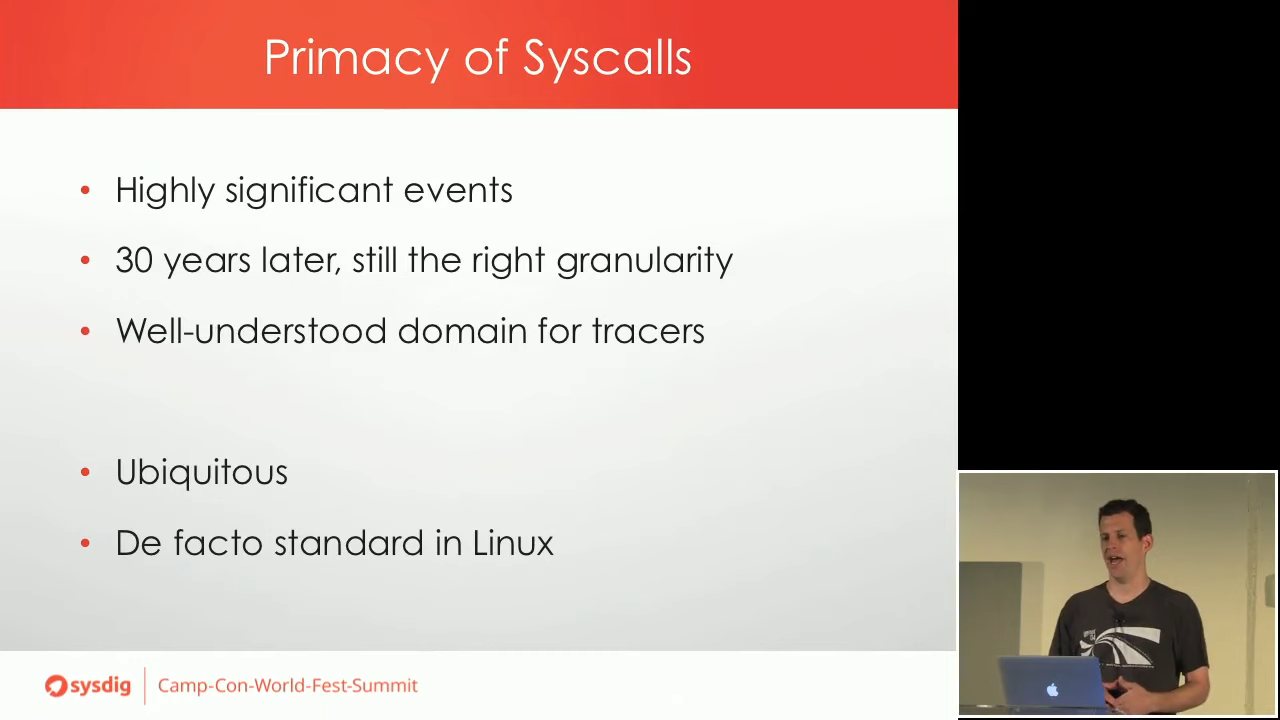 Primacy of Syscalls
• Highly significant events
• 30 years later, still the right granularity
• Well-understood domain for tracers
• Ubiquitous
• De facto standard in Linux
sysdig | Camp-Con-World-Fest-Summit